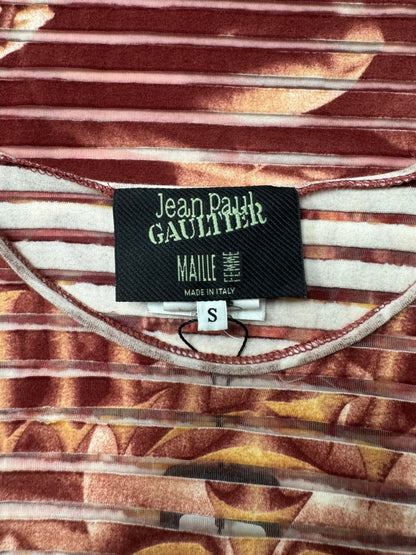 Jean Paul
GAULTIER
MAILLE FEMME
MADE IN ITALY
S